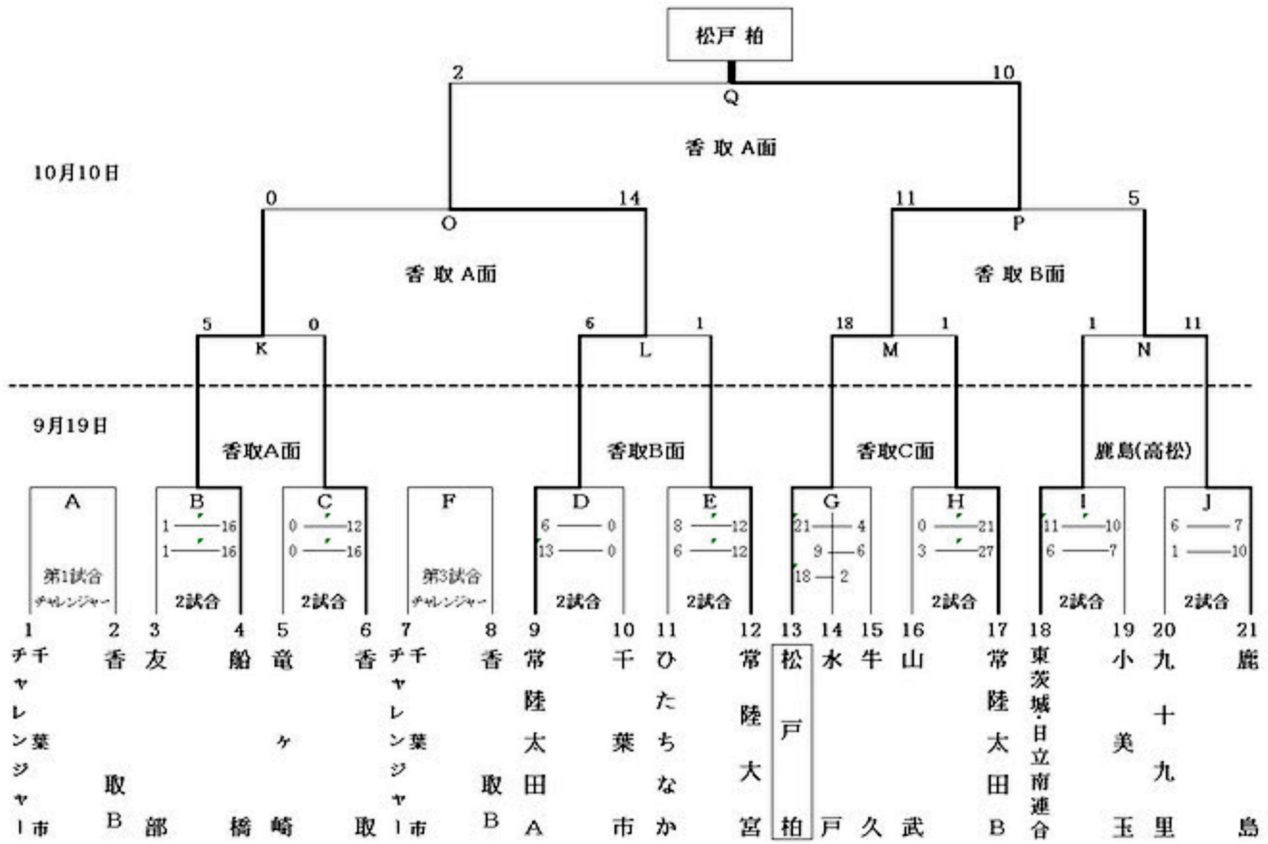 松戸 柏
2 10
Q
香 取 A面
10月10日
0 14 11 5
O P
香 取 A面 香 取 B面
5 0 6 1 18 1 1 11
K L M N
9月19日
香取A面 香取B面 香取C面 鹿島(高松)
A B C F D E G H I J
1 16 0 12 6 0 8 12 21 4 0 21 11 10 6 7
1 16 0 16 13 0 6 12 9 6 3 27 6 7 1 10
18 2
第1試合 第3試合
チャレンジャー 2試合 2試合 チャレンジャー 2試合 2試合 2試合 2試合 2試合
1 2 3 4 5 6 7 8 9 10 11 12 13 14 15 16 17 18 19 20 21
チャレンジャー
千葉市
香取B
友部
船橋
竜ヶ崎
香取
チャレンジャー
千葉市
香取B
常陸太田A
千葉市
ひたちなか
常陸大宮
松戸柏
水戸
牛久
山武
常陸太田B
東茨城・日立南連合
小美玉
九十九里
鹿島